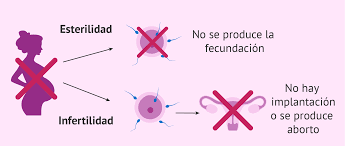 Esterilidad
No se produce la
fecundación
Infertilidad
No hay
implantación
o se produce
aborto